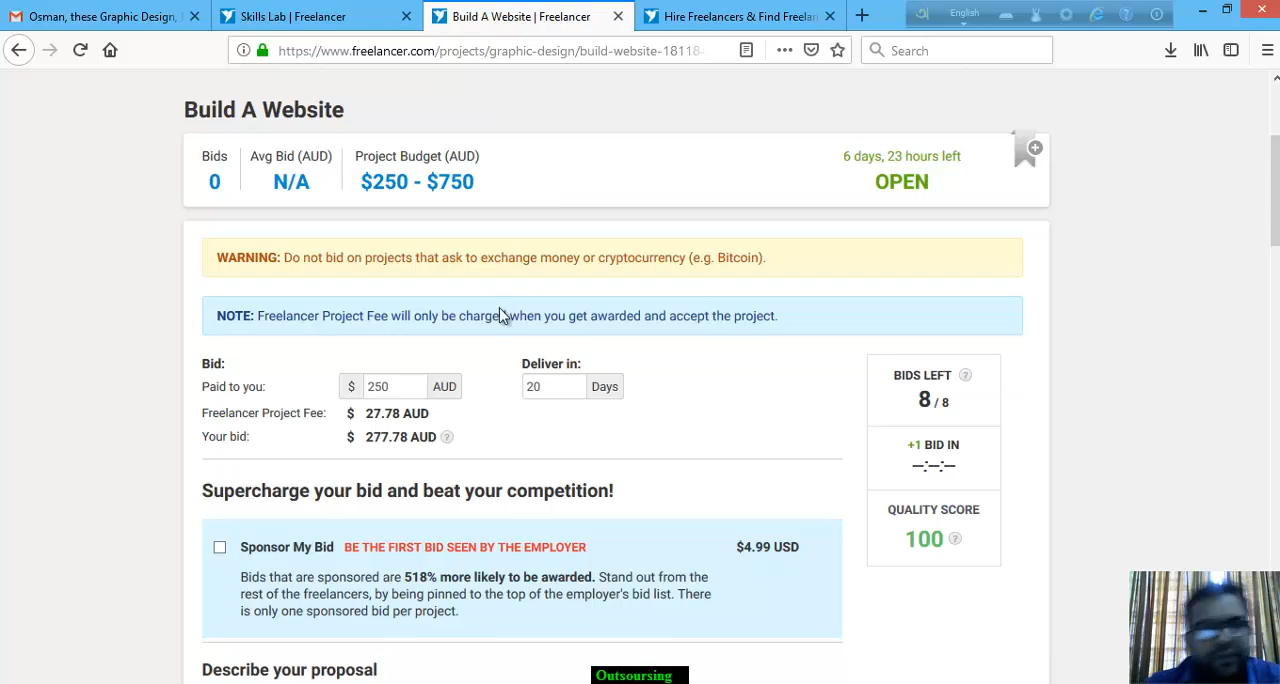 Osman, these Graphic Design,
Skills Lab | Freelancer
Build A Website | Freelancer
Hire Freelancers & Find Freelan
English
https://www.freelancer.com/projects/graphic-design/build-website-18118
Search
Build A Website
Bids
0
Avg Bid (AUD)
N/A
Project Budget (AUD)
$250 - $750
6 days, 23 hours left
OPEN
WARNING: Do not bid on projects that ask to exchange money or cryptocurrency (e.g. Bitcoin).
NOTE: Freelancer Project Fee will only be charged when you get awarded and accept the project.
Bid:
Paid to you: $ 250 AUD
Freelancer Project Fee: $ 27.78 AUD
Your bid: $ 277.78 AUD ?
Deliver in:
20 Days
BIDS LEFT ?
8 / 8
+1 BID IN
--:--:--
QUALITY SCORE
100 ?
Supercharge your bid and beat your competition!
Sponsor My Bid BE THE FIRST BID SEEN BY THE EMPLOYER $4.99 USD
Bids that are sponsored are 518% more likely to be awarded. Stand out from the
rest of the freelancers, by being pinned to the top of the employer's bid list. There
is only one sponsored bid per project.
Describe your proposal
Outsoursing